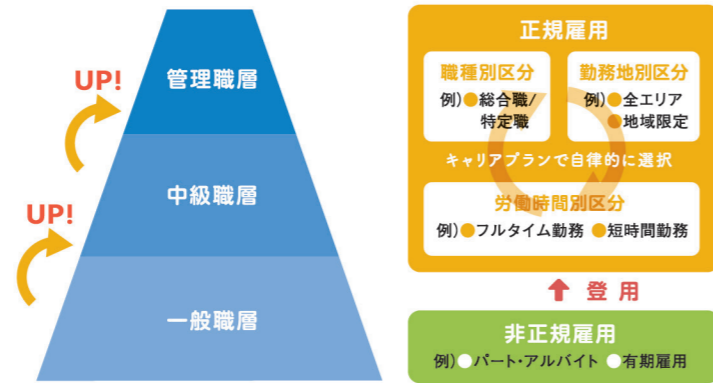 UP!
管理職層
UP!
中級職層
一般職層
正規雇用
職種別区分
例)●総合職/
特定職
勤務地別区分
例)●全エリア
●地域限定
キャリアプランで自律的に選択
労働時間別区分
例)●フルタイム勤務 ●短時間勤務
登用
非正規雇用
例)●パート・アルバイト ●有期雇用